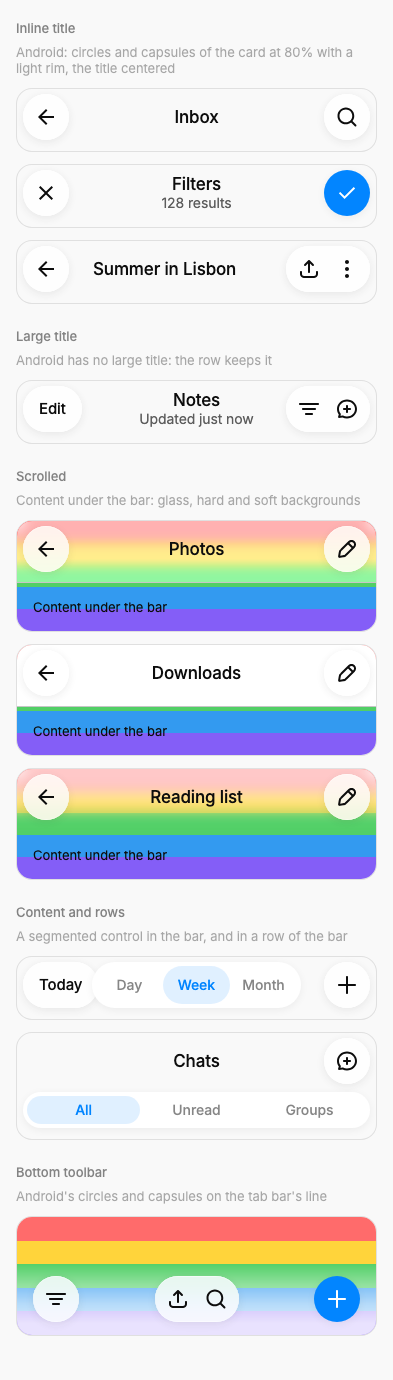 Inline title
Android: circles and capsules of the card at 80% with a
light rim, the title centered
Inbox
Filters
128 results
Summer in Lisbon
Large title
Android has no large title: the row keeps it
Edit
Notes
Updated just now
Scrolled
Content under the bar: glass, hard and soft backgrounds
Photos
Content under the bar
Downloads
Content under the bar
Reading list
Content under the bar
Content and rows
A segmented control in the bar, and in a row of the bar
Today Day Week Month
Chats
All Unread Groups
Bottom toolbar
Android's circles and capsules on the tab bar's line